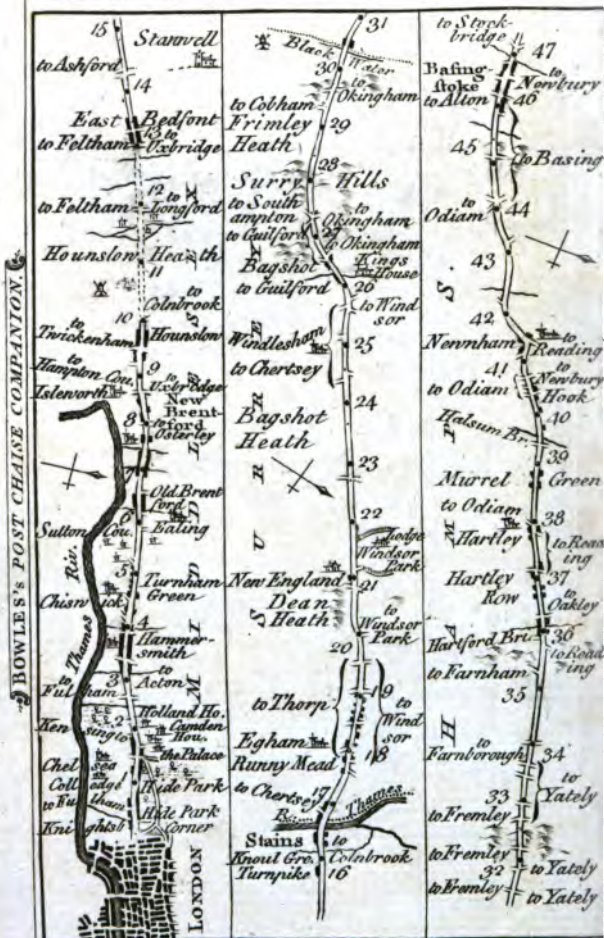 BOWLES'S POST CHAISE COMPANION
15
Stanwell
to Ashford
14
East Bedfont
13 to
to Feltham Uxbridge
12 to
to Feltham Longford
Hounslow Heath
11
to
Colnbrook
10
to
Twickenham Hounslow
to
Hampton Cou. 9 to
Uxbridge
Isleworth New
Brentford
8 to
Osterley
7
Old Brentford
6
Sutton Cou. Ealing
5
Turnham
Green
Chiswick
4
Hammersmith
3 to
Acton
to
Fulham
Holland Ho.
Kensington 2 Camden
Hou.
the Palace
Chelsea
Colledge 1 Hide Park
to Fulham
Hide Park
Corner
Knightsb
Thames Riv.
MIDDLESEX
LONDON
31
Black Water
30 to
Okingham
to Cobham
Frimley 29
Heath
28
Surry Hills
to South
ampton to
Okingham
to Guilford 27 to Okingham
Kings
House
Bagshot
to Guilford 26
to Windsor
Windlesham 25
to Chertsey
24
Bagshot
Heath
23
22
Lodge
Windsor
Park
New England 21
Dean
Heath to
Windsor
Park
20
19
to Thorp to
Windsor
Egham 18
Runny Mead
to Chertsey 17
R. Thames
Stains to
Colnbrook
Knoul Gre.
Turnpike 16
SURREY
to Stockbridge
47
to
Newbury
Basingstoke
to Alton 46
45 to Basing
to
Odiam 44
43
42
Newnham to
Reading
41 to
Newbury
to Odiam Hook
40
Halsum Br.
39
Murrel Green
to Odiam 38
Hartley to Reading
Hartley 37
Row
to
Oakley
Hartford Bri. 36
to Reading
to
Farnham 35
to
Farnborough 34
to
Yately
33
to Fremley
to Fremley
32 to Yately
to Fremley
to Yately
HAMPS.